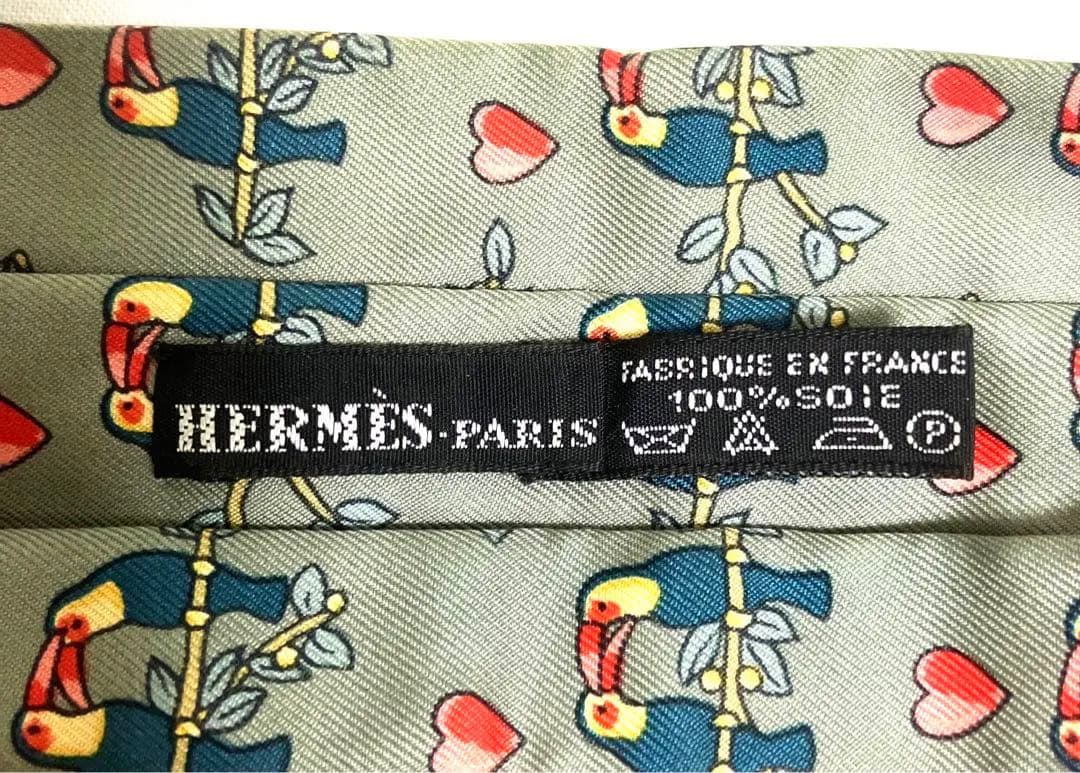 HERMÈS-PARIS
FABRIQUE EN FRANCE
100% SOIE
P